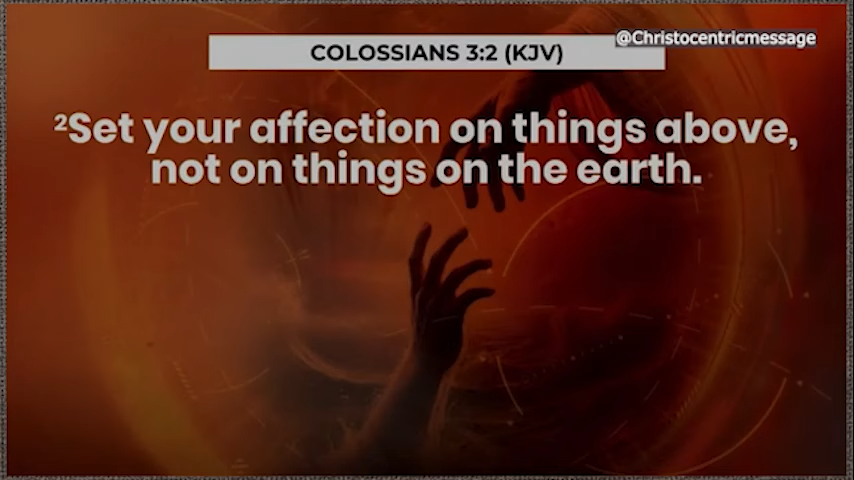 @Christocentricmessage
COLOSSIANS 3:2 (KJV)
²Set your affection on things above,
not on things on the earth.